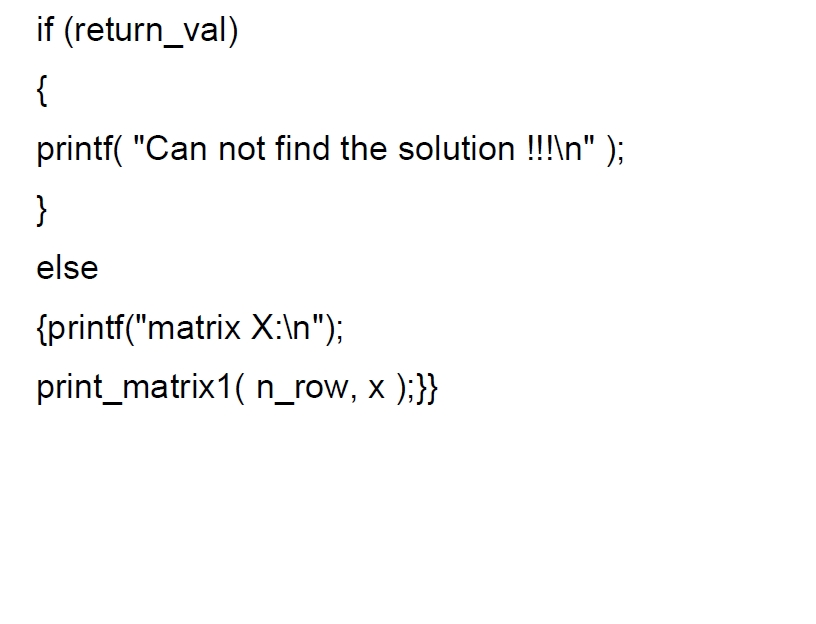 if (return_val)
{
printf( "Can not find the solution !!!\n" );
}
else
{printf("matrix X:\n");
print_matrix1( n_row, x );}}